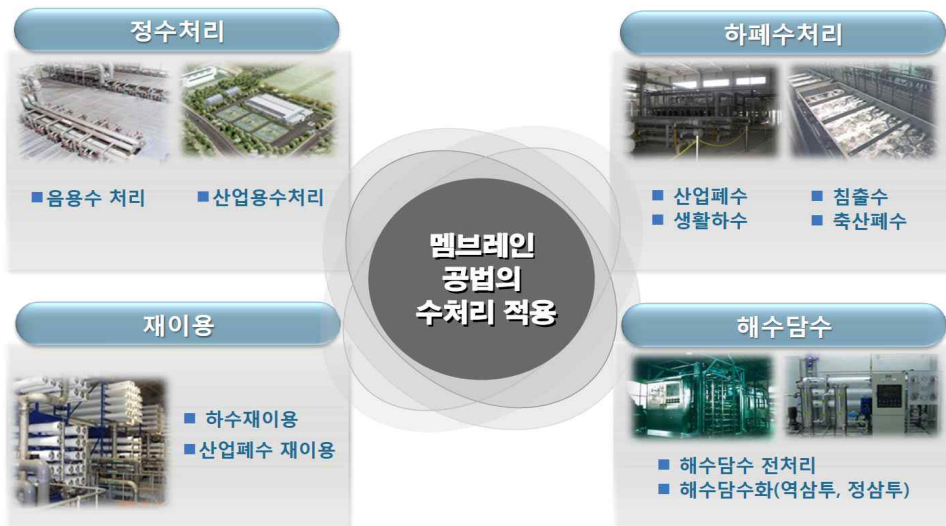 정수처리
■음용수 처리
■산업용수처리
하폐수처리
■ 산업폐수
■ 생활하수
■ 침출수
■ 축산폐수
멤브레인
공법의
수처리 적용
재이용
■ 하수재이용
■산업폐수 재이용
해수담수
■ 해수담수 전처리
■ 해수담수화(역삼투, 정삼투)